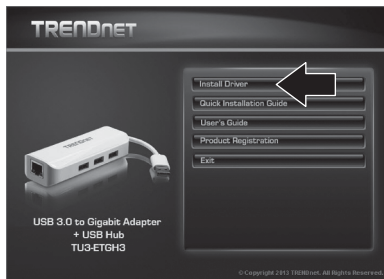 TRENDNET
Install Driver
Quick Installation Guide
User's Guide
Product Registration
Exit
TRENDNET
USB 3.0 to Gigabit Adapter
+ USB Hub
TU3-ETGH3
©Copyright 2013 TRENDnet. All Rights Reserved.